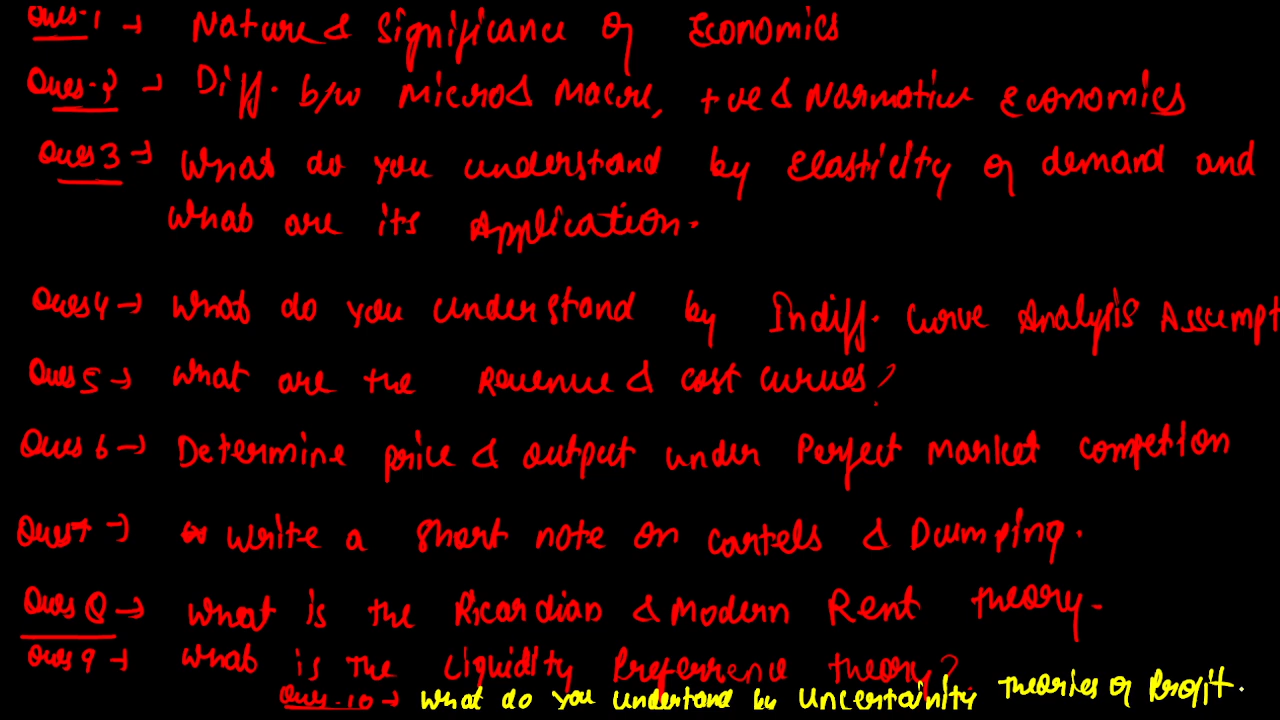 Ques-1 → Nature & Significance of Economics
Ques-2 → Diff. b/w Micro & Macro, +ve & Normative Economics
Ques 3 → What do you understand by Elasticity of demand and
what are its Application.
Ques 4 → What do you understand by Indiff. Curve Analysis Assumpt
Ques 5 → What are the Revenue & cost curves?
Ques 6 → Determine price & output under Perfect Market compettion
Ques 7 → Write a short note on cartels & Dumping.
Ques 8 → What is the Ricardian & Modern Rent theory.
Ques 9 → What is The Liquidity Preferrence theory?
Ques-10 → What do you understand by Uncertainity Theories of Profit.